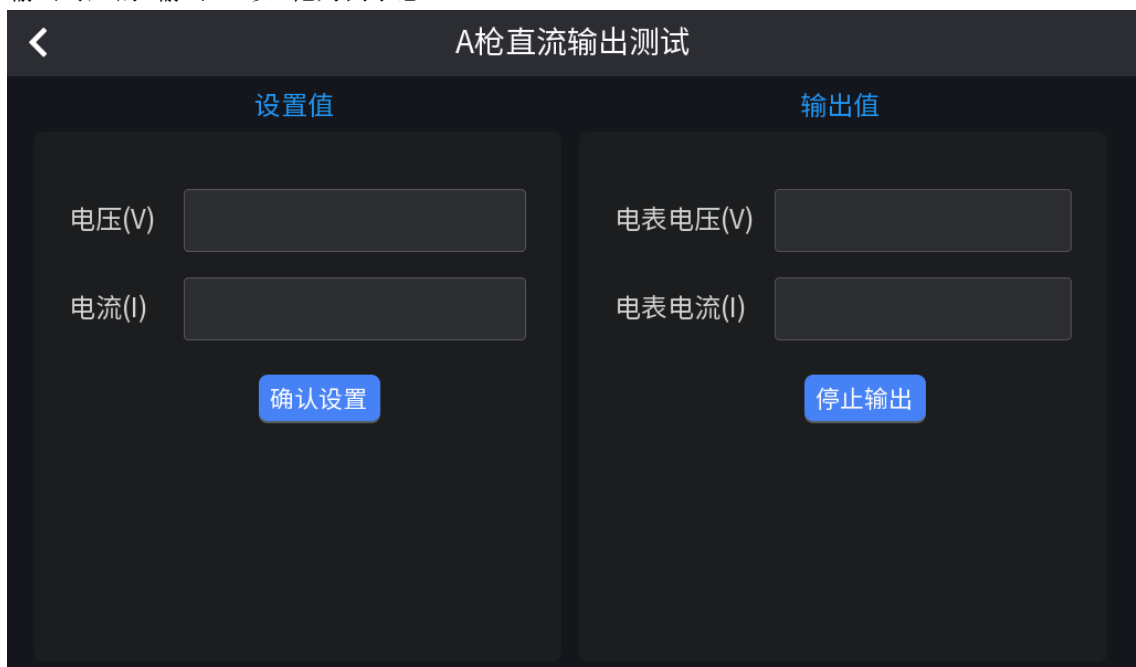 A枪直流输出测试
设置值
电压(V)
电流(I)
确认设置
输出值
电表电压(V)
电表电流(I)
停止输出